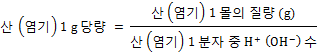 산 (염기) 1 g 당량 = 산 (염기) 1 몰의 질량 (g) / 산 (염기) 1 분자 중 H⁺ (OH⁻) 수